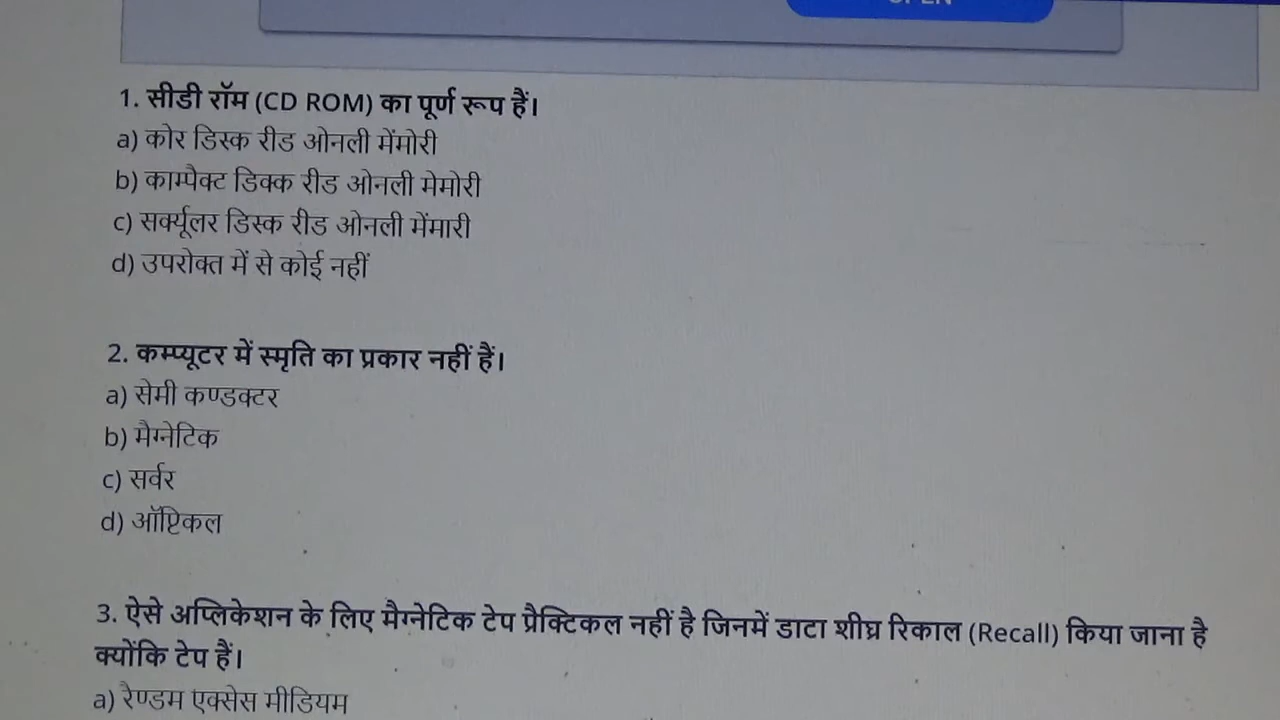 1. सीडी रॉम (CD ROM) का पूर्ण रूप हैं।
a) कोर डिस्क रीड ओनली मेंमोरी
b) काम्पैक्ट डिक्क रीड ओनली मेमोरी
c) सर्क्यूलर डिस्क रीड ओनली मेंमारी
d) उपरोक्त में से कोई नहीं
2. कम्प्यूटर में स्मृति का प्रकार नहीं हैं।
a) सेमी कण्डक्टर
b) मैग्नेटिक
c) सर्वर
d) ऑप्टिकल
3. ऐसे अप्लिकेशन के लिए मैग्नेटिक टेप प्रैक्टिकल नहीं है जिनमें डाटा शीघ्र रिकाल (Recall) किया जाना है
क्योंकि टेप हैं।
a) रैण्डम एक्सेस मीडियम